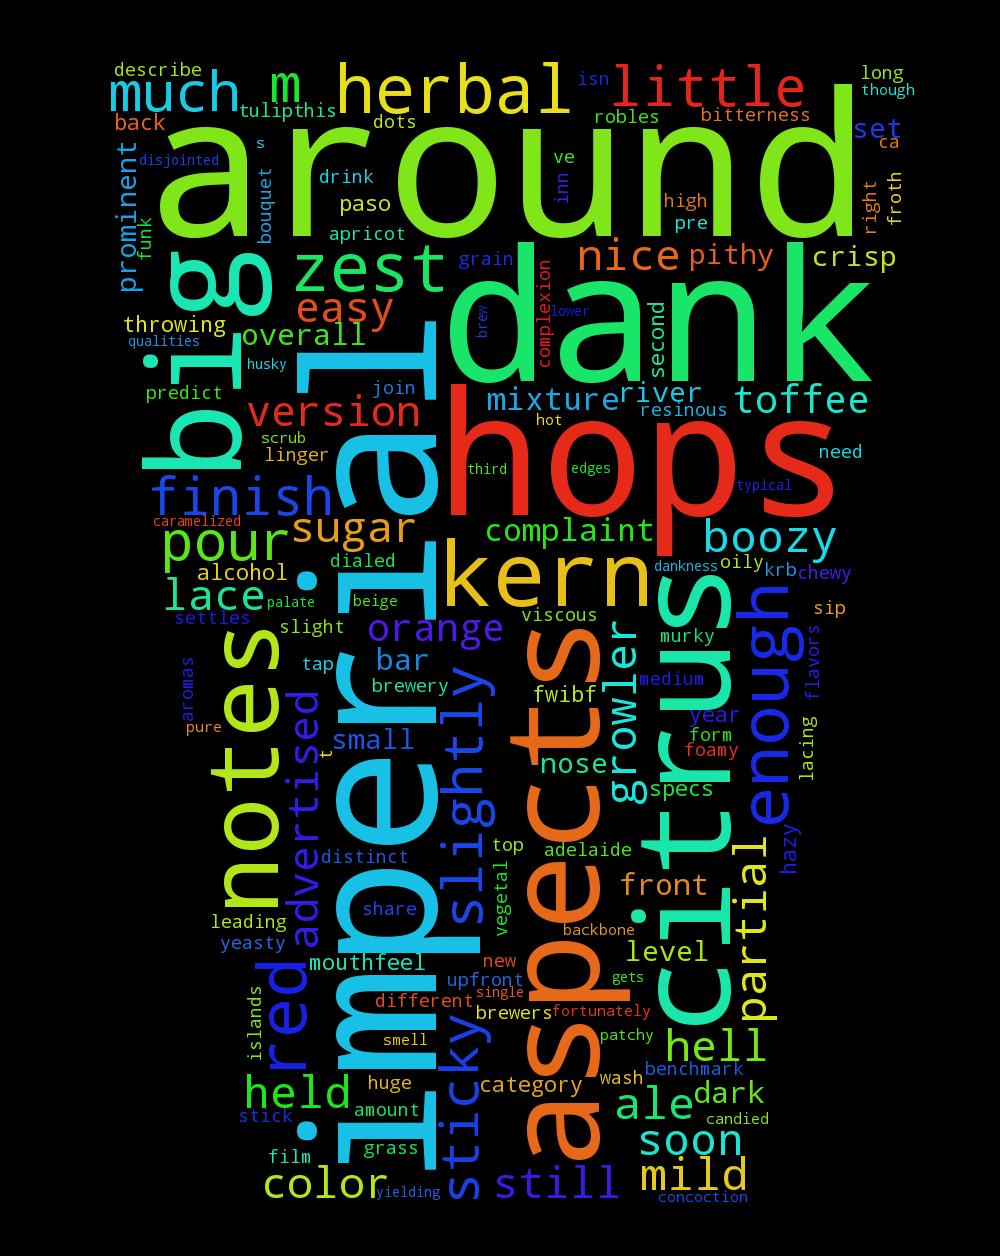 describe
much
m
herbal
isn
little
long
though
back
tulipthis
dots
robles
bitterness
set
ca
around
prominent
disjointed
s
bouquet
drink
ve
inn
high
right
froth
funk
paso
pre
apricot
big
zest
grain
complexion
nice
pithy
crisp
dank
throwing
easy
brew
lower
second
qualities
overall
husky
imperial
predict
join
mixture
river
resinous
toffee
version
hot
hops
scrub
linger
third
edges
typical
need
finish
caramelized
sugar
complaint
boozy
pour
dialed
kern
dankness
oily
krb
chewy
alcohol
lace
palate
beige
viscous
citrus
enough
sip
settles
slight
orange
growler
murky
flavors
notes
aromas
tap
bar
brewery
slightly
aspects
fwibf
medium
pure
advertised
t
small
nose
year
form
foamy
specs
lacing
distinct
top
adelaide
hazy
share
vegetal
front
partial
leading
yeasty
backbone
level
red
mouthfeel
new
upfront
gets
islands
different
single
brewers
fortunately
smell
sticky
patchy
hell
held
huge
category
wash
benchmark
stick
amount
ale
dark
candied
film
grass
soon
color
yielding
still
mild
concoction